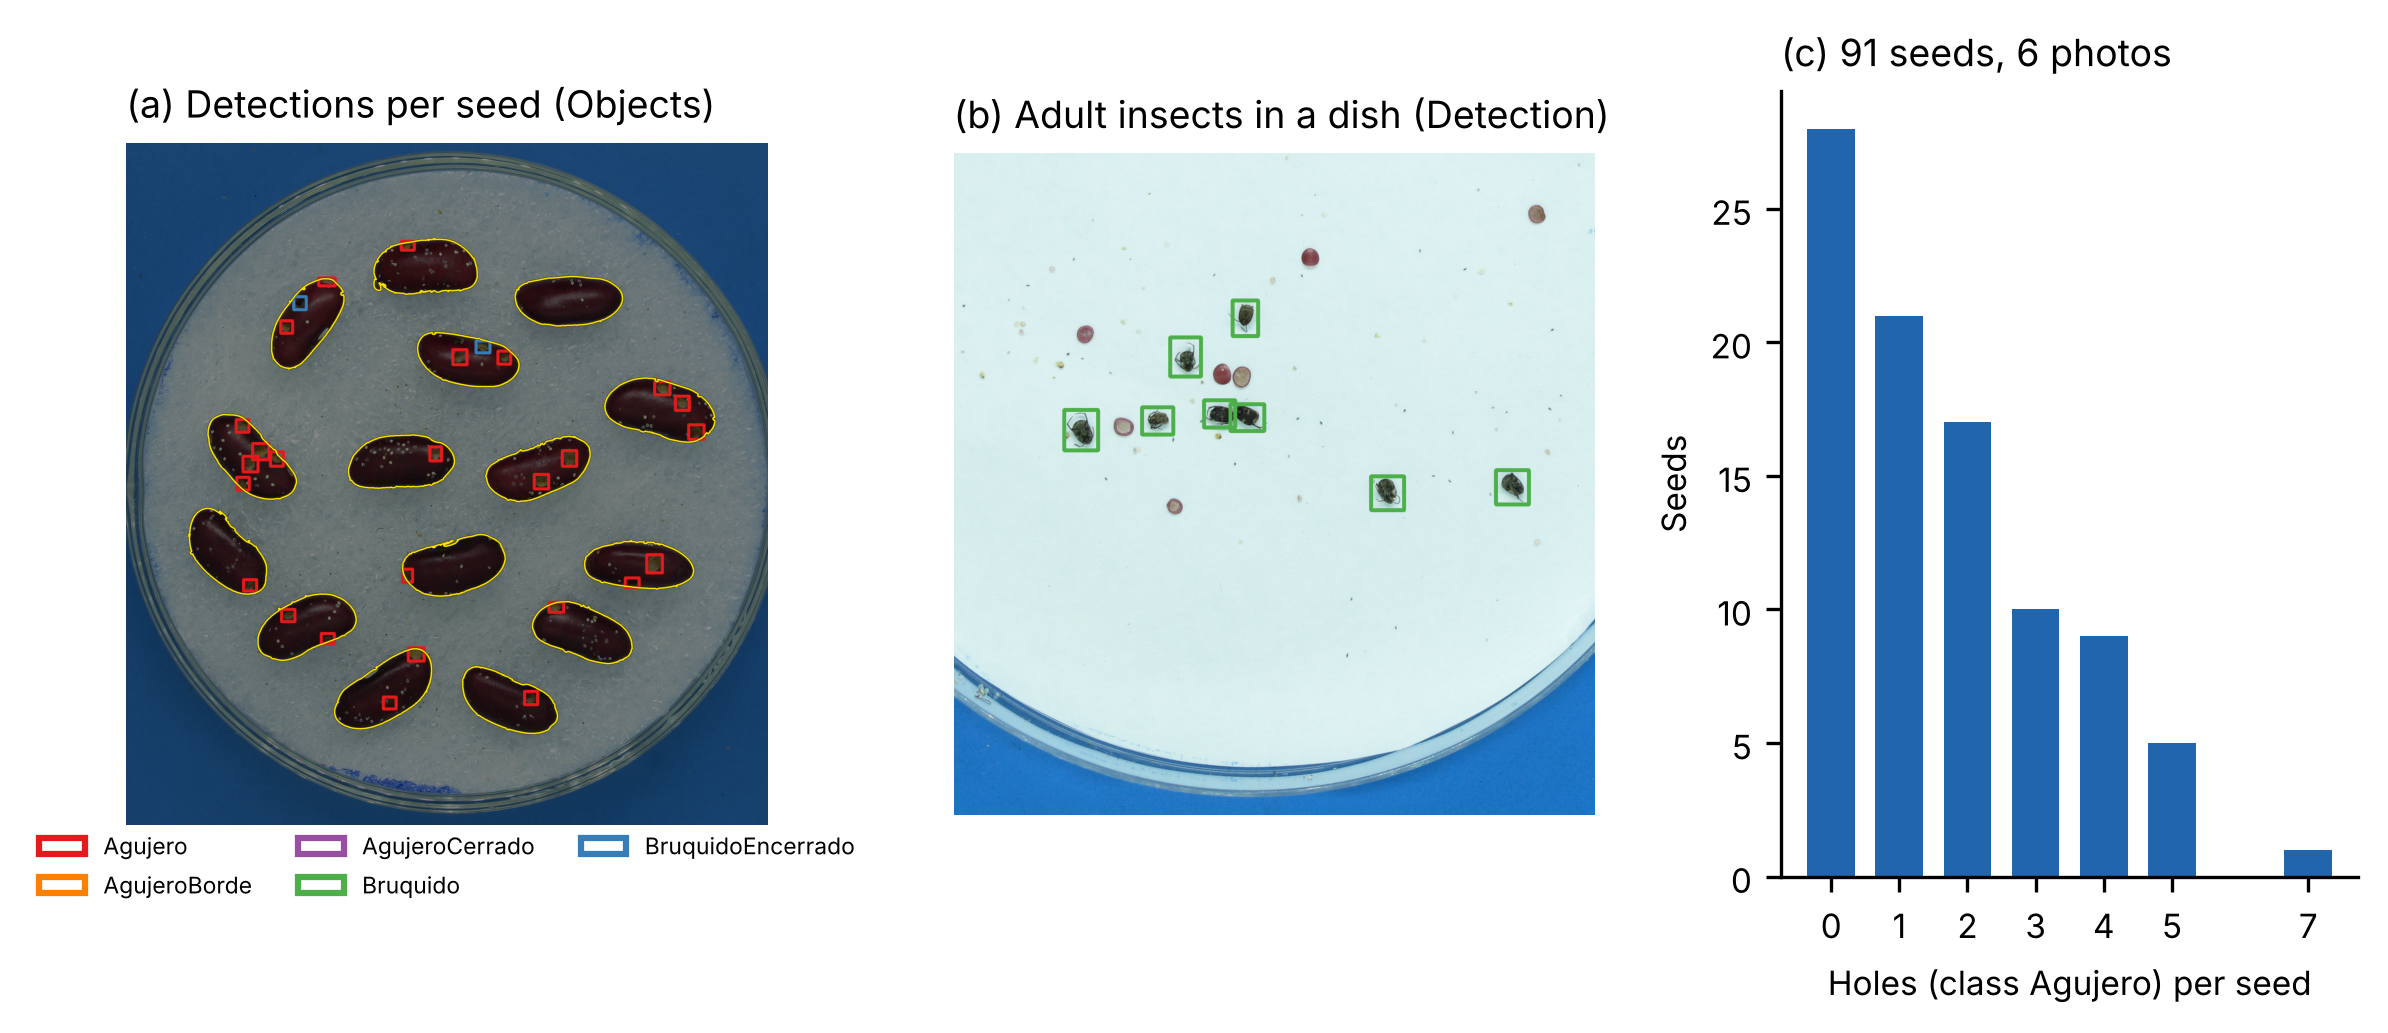 (a) Detections per seed (Objects)
Agujero
AgujeroBorde
AgujeroCerrado
Bruquido
BruquidoEncerrado
(b) Adult insects in a dish (Detection)
(c) 91 seeds, 6 photos
Seeds
25
20
15
10
5
0
0 1 2 3 4 5 7
Holes (class Agujero) per seed